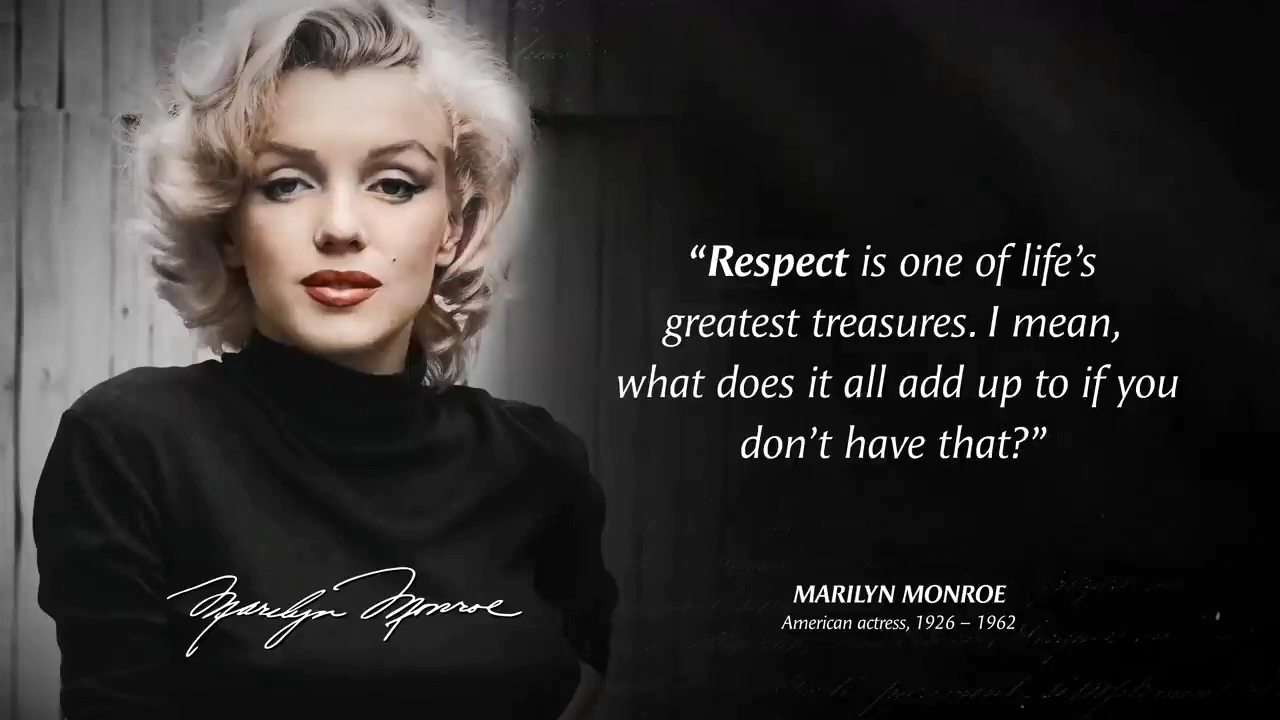 “Respect is one of life’s
greatest treasures. I mean,
what does it all add up to if you
don’t have that?”
Marilyn Monroe
MARILYN MONROE
American actress, 1926 – 1962